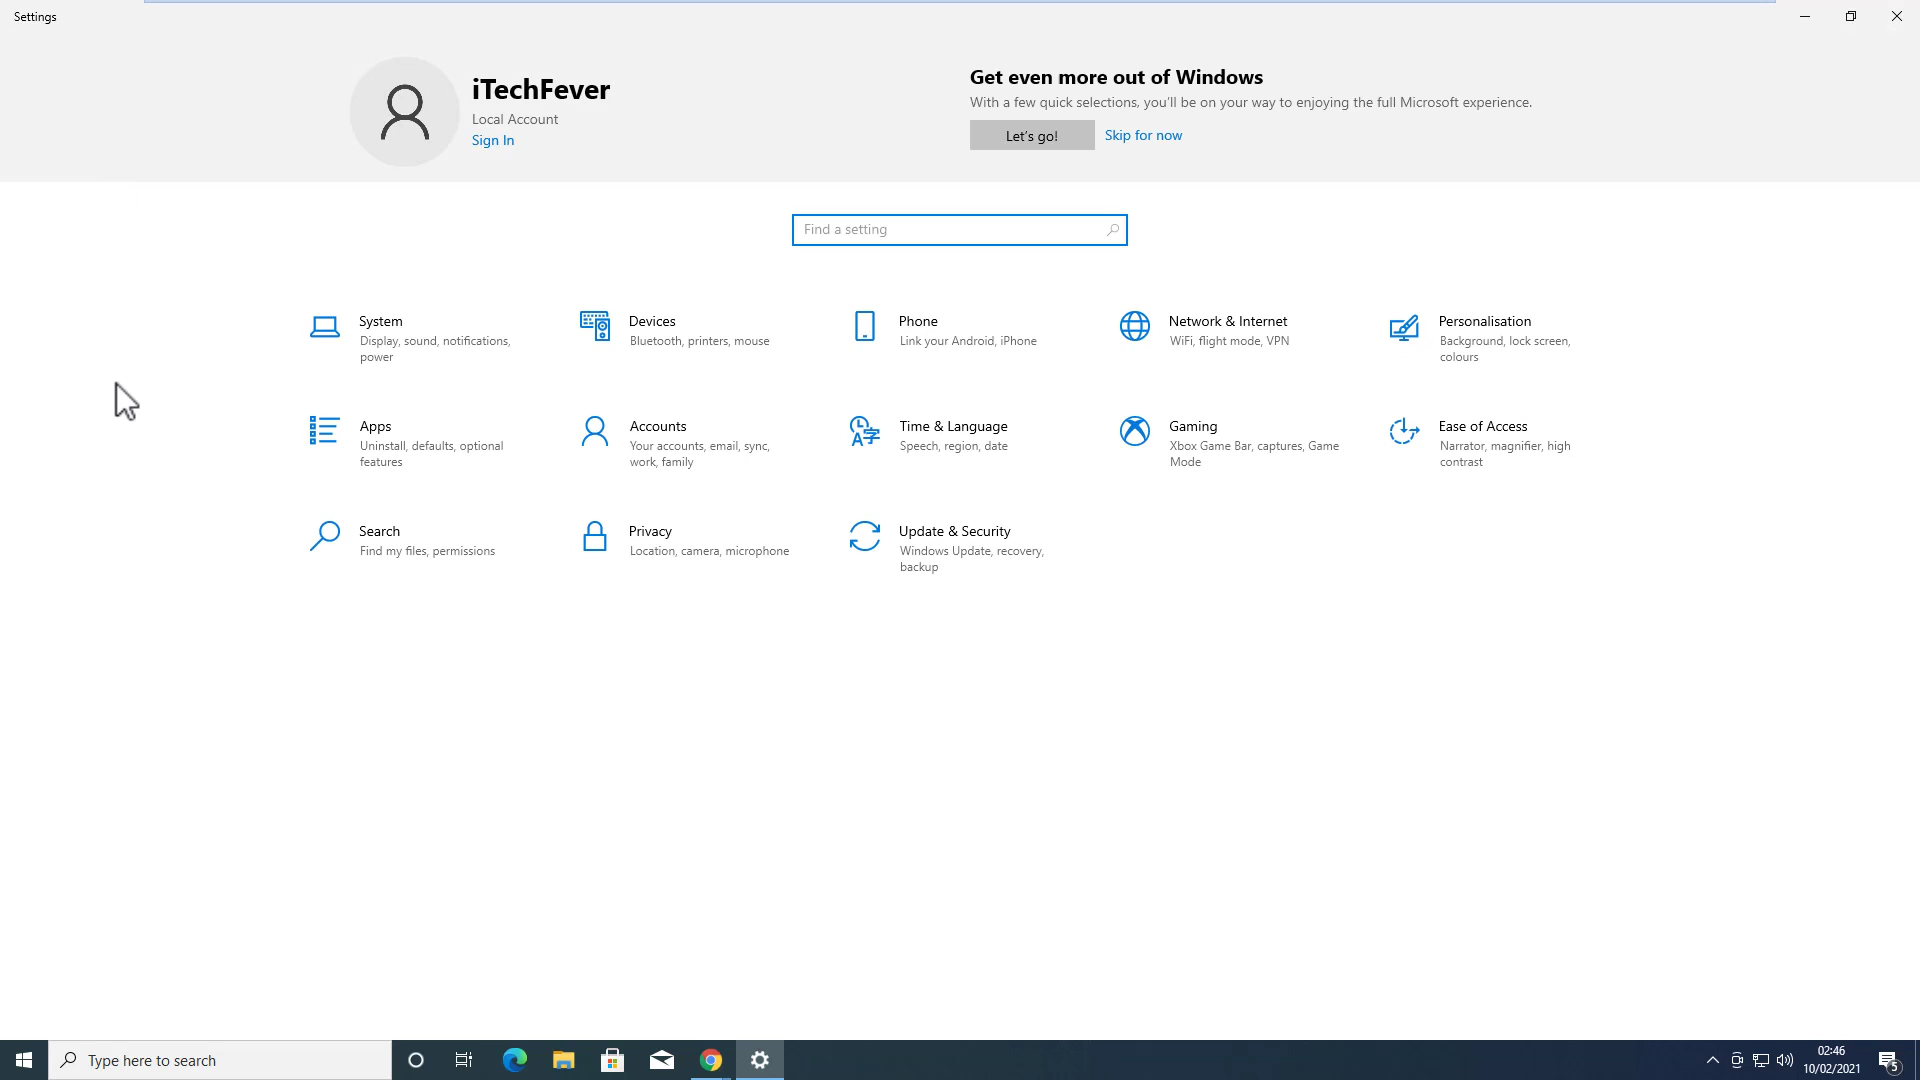 Settings
iTechFever
Local Account
Sign In
Get even more out of Windows
With a few quick selections, you'll be on your way to enjoying the full Microsoft experience.
Let's go!
Skip for now
Find a setting
System
Display, sound, notifications,
power
Devices
Bluetooth, printers, mouse
Phone
Link your Android, iPhone
Network & Internet
WiFi, flight mode, VPN
Personalisation
Background, lock screen,
colours
Apps
Uninstall, defaults, optional
features
Accounts
Your accounts, email, sync,
work, family
Time & Language
Speech, region, date
Gaming
Xbox Game Bar, captures, Game
Mode
Ease of Access
Narrator, magnifier, high
contrast
Search
Find my files, permissions
Privacy
Location, camera, microphone
Update & Security
Windows Update, recovery,
backup
Type here to search
02:46
10/02/2021
5